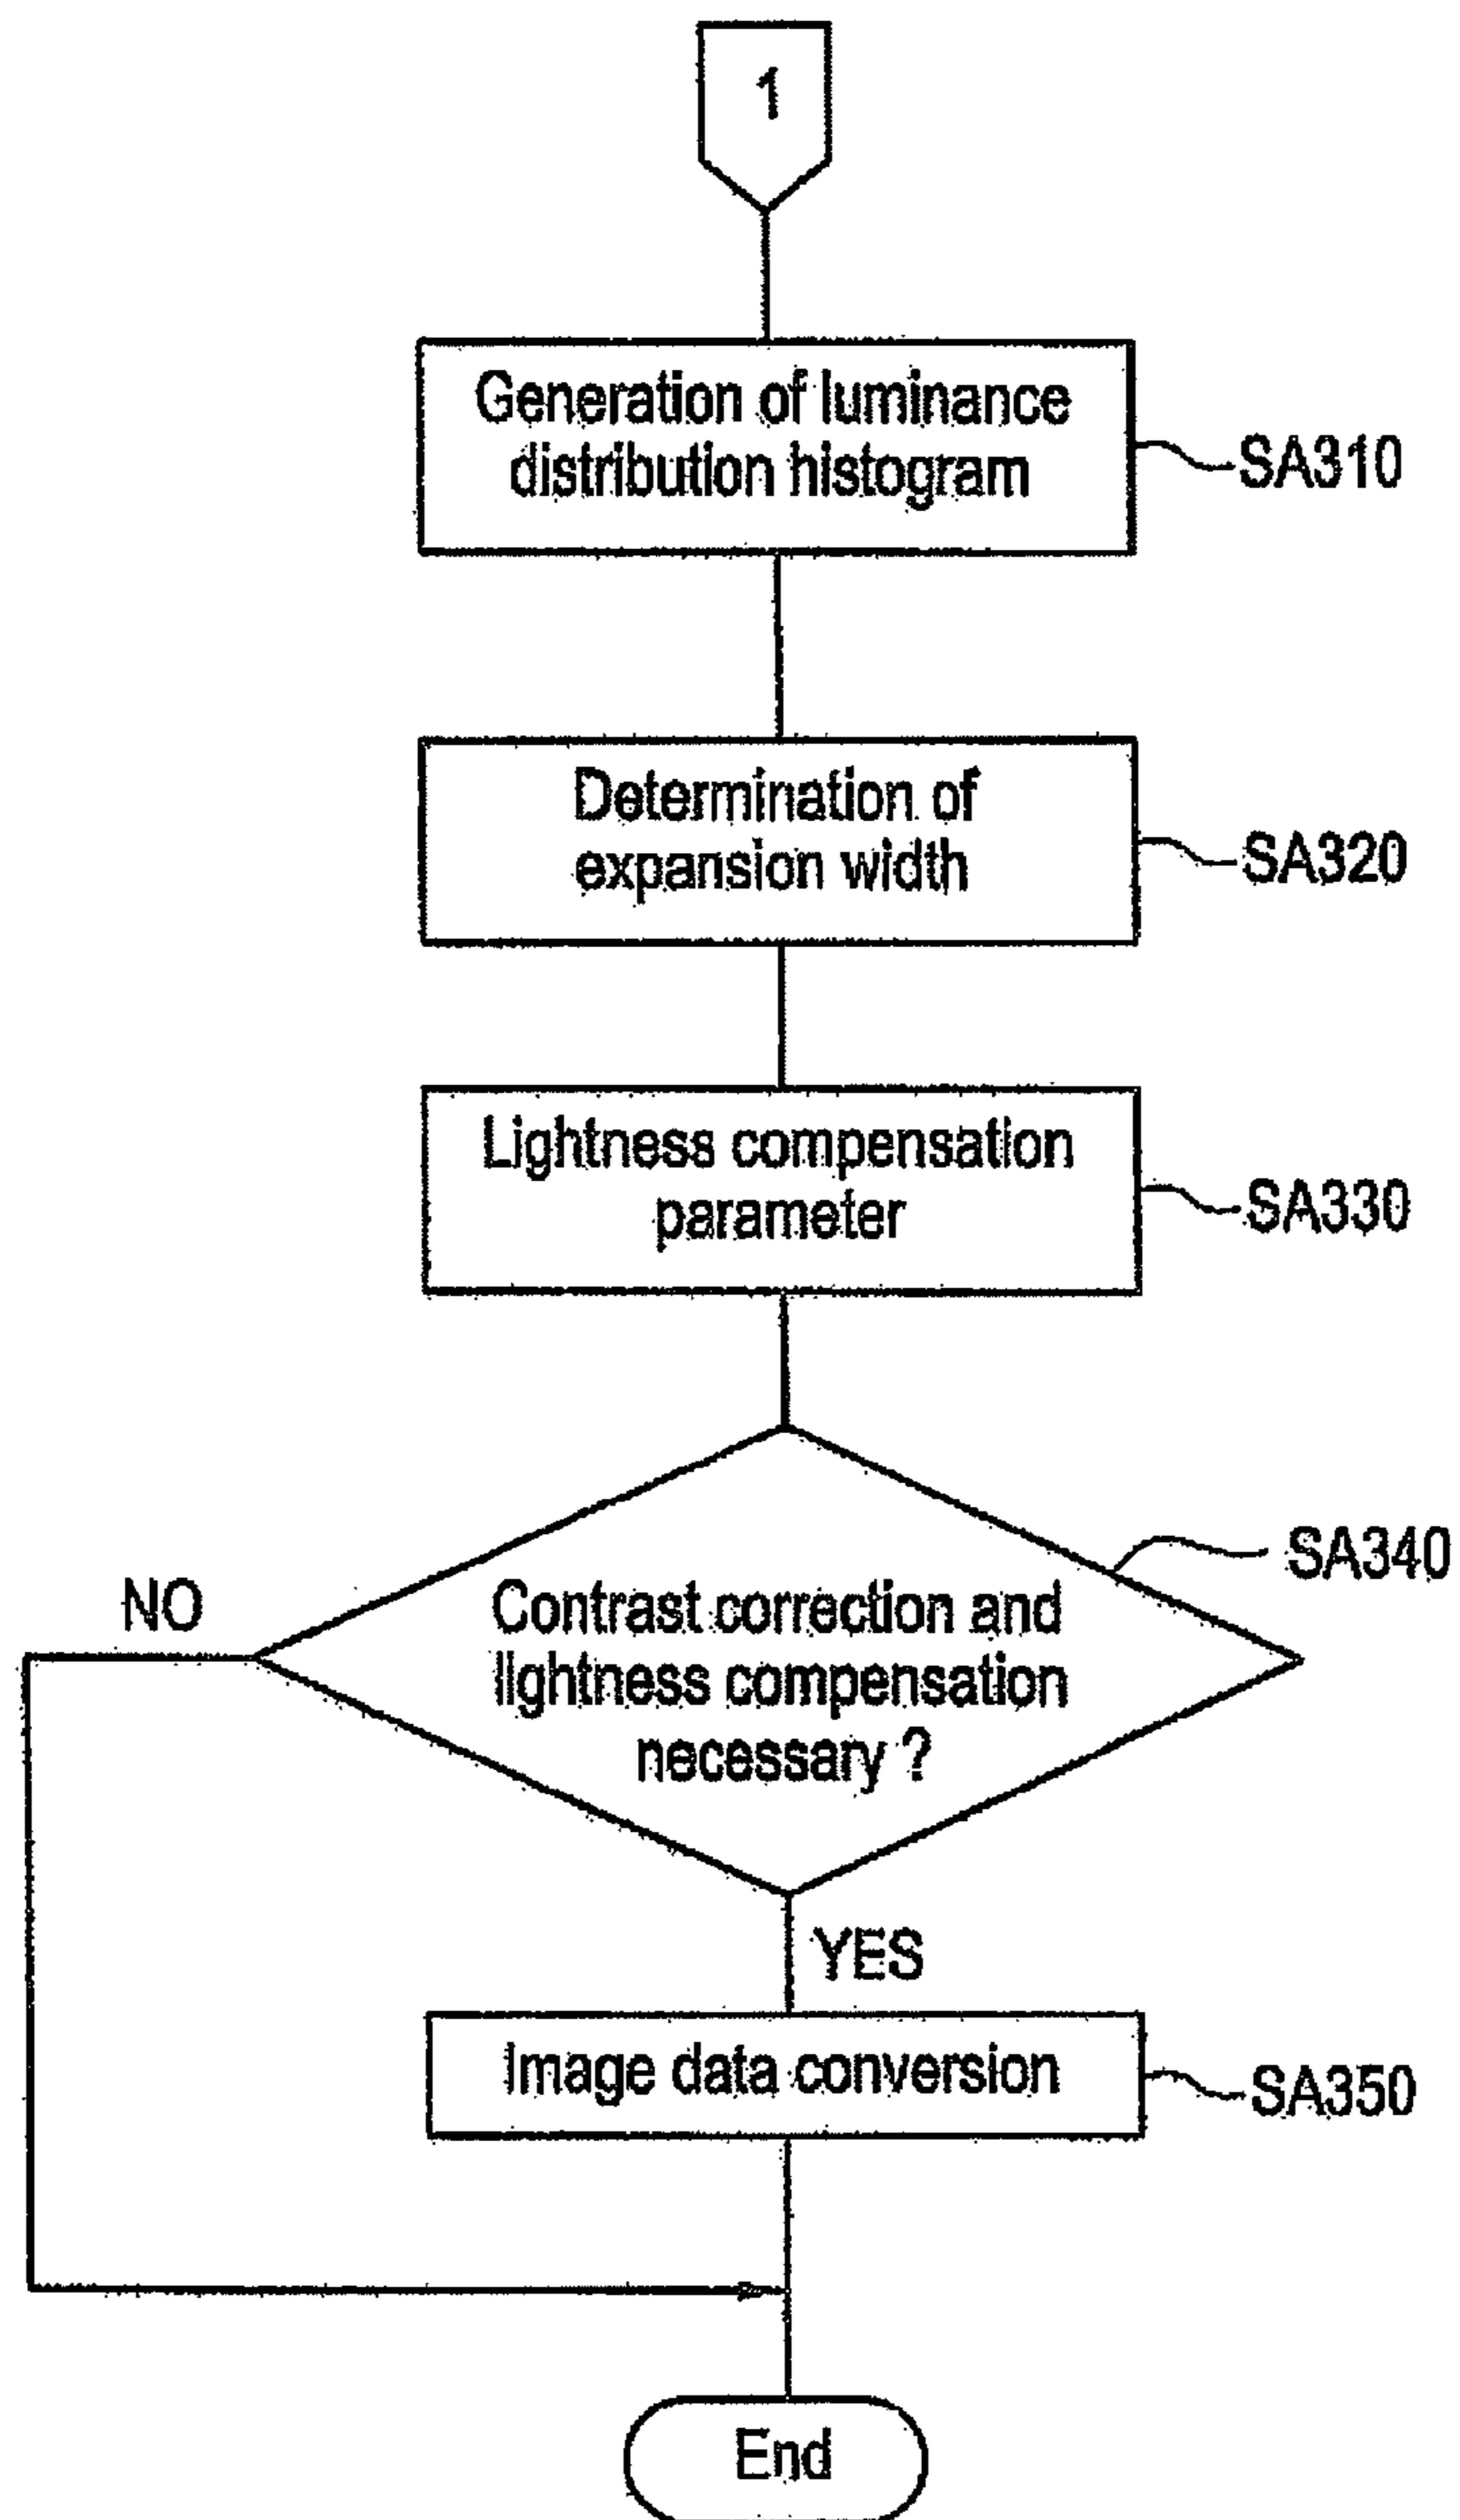 1
Generation of luminance
distribution histogram
SA310
Determination of
expansion width
SA320
Lightness compensation
parameter
SA330
SA340
NO
Contrast correction and
lightness compensation
necessary ?
YES
Image data conversion
SA350
End